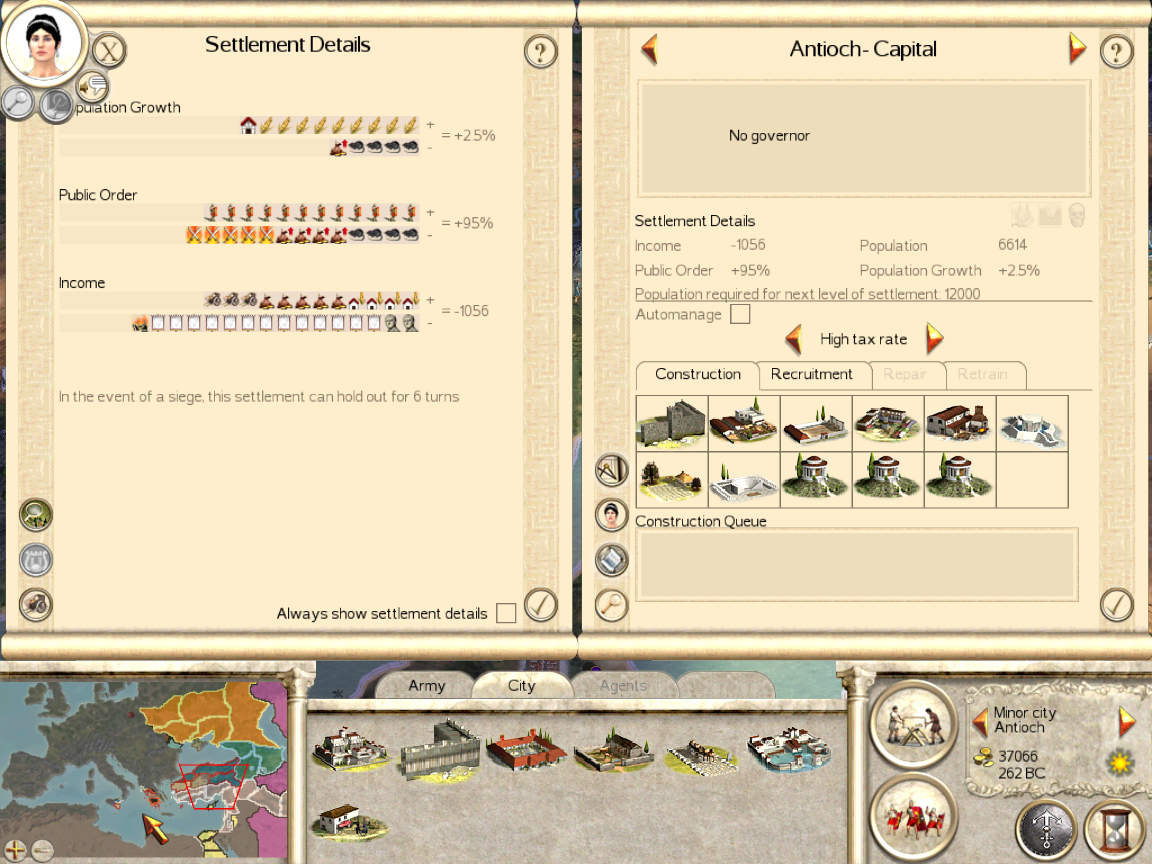 X
Settlement Details
?
pulation Growth
+
-
= +2.5%
Public Order
+
-
= +95%
Income
+
-
= -1056
In the event of a siege, this settlement can hold out for 6 turns
Always show settlement details
Antioch- Capital
?
No governor
Settlement Details
Income -1056 Population 6614
Public Order +95% Population Growth +2.5%
Population required for next level of settlement: 12000
Automanage
High tax rate
Construction Recruitment Repair Retrain
Construction Queue
Army City Agents
Minor city
Antioch
37066
262 BC